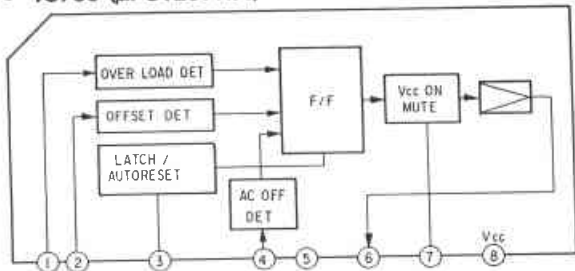 OVER LOAD DET
OFFSET DET
LATCH /
AUTORESET
AC OFF
DET
F/F
Vcc ON
MUTE
Vcc
1 2 3 4 5 6 7 8